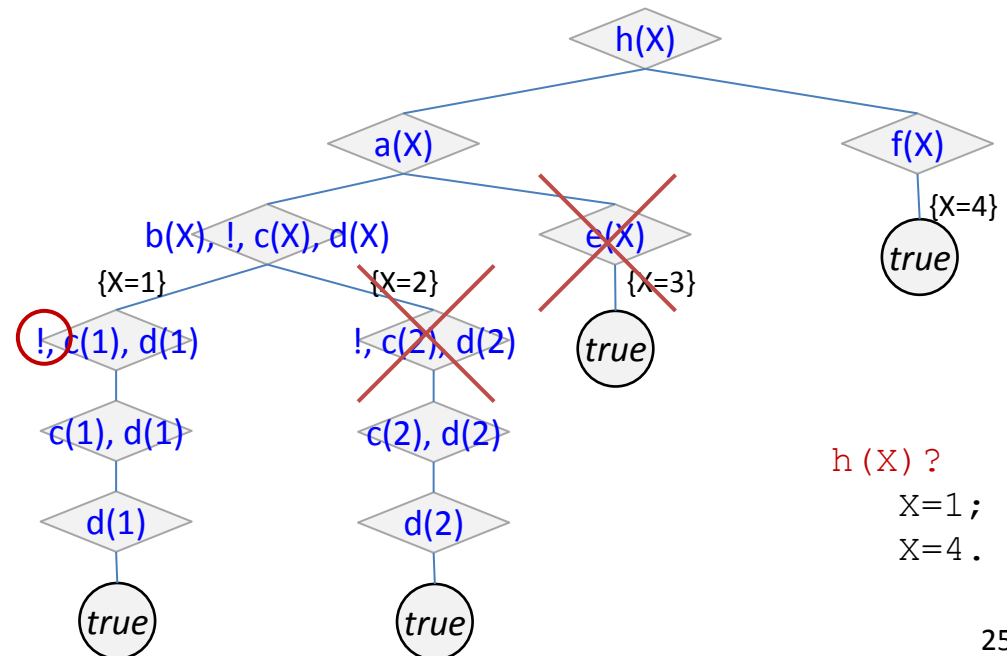 h(X)
a(X)
f(X)
{X=4}
b(X), !, c(X), d(X)
e(X)
true
{X=1}
{X=2}
{X=3}
!, c(1), d(1)
!, c(2), d(2)
true
c(1), d(1)
c(2), d(2)
h(X)?
X=1;
d(1)
d(2)
X=4.
true
true
25